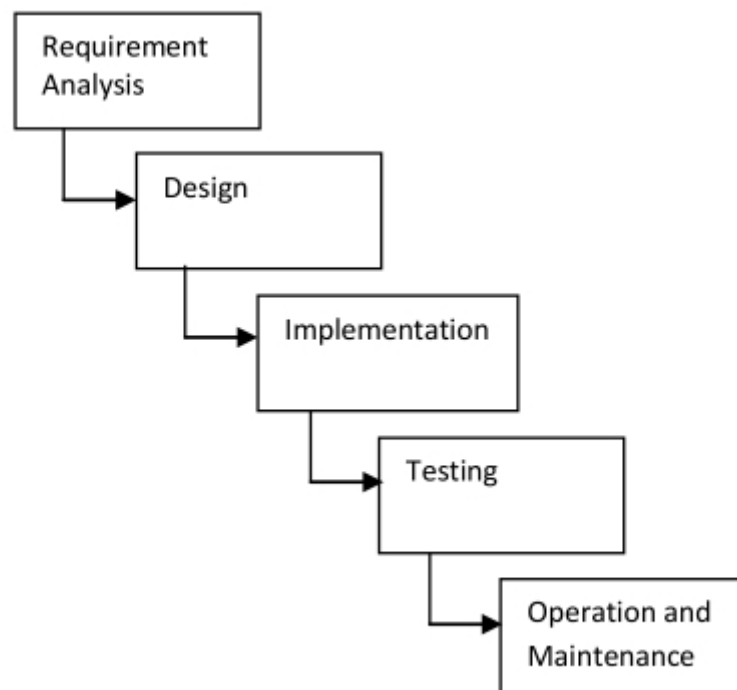 Requirement
Analysis
Design
Implementation
Testing
Operation and
Maintenance